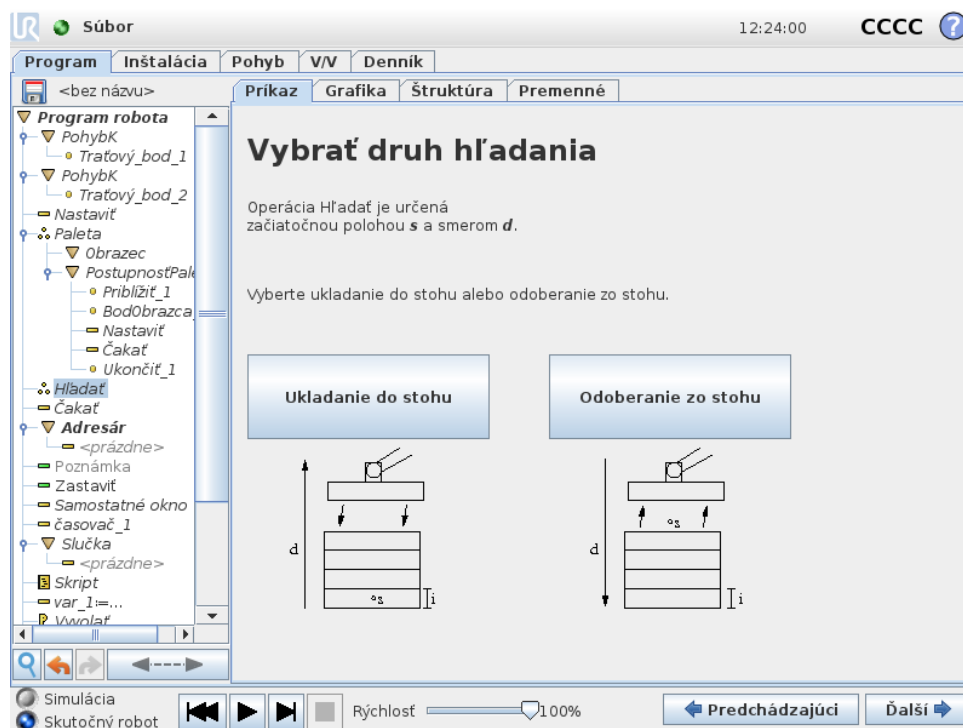 UR Súbor 12:24:00 CCCC ?
Program Inštalácia Pohyb V/V Denník
<bez názvu> Príkaz Grafika Štruktúra Premenné
Program robota
PohybK
Traťový_bod_1
PohybK
Traťový_bod_2
Nastaviť
Paleta
Obrazec
PostupnosťPale
Priblížiť_1
BodObrazca_
Nastaviť
Čakať
Ukončiť_1
Hľadať
Čakať
Adresár
<prázdne>
Poznámka
Zastaviť
Samostatné okno
časovač_1
Slučka
<prázdne>
Skript
var_1:=...
Vyvolať
Vybrať druh hľadania
Operácia Hľadať je určená
začiatočnou polohou s a smerom d.
Vyberte ukladanie do stohu alebo odoberanie zo stohu.
Ukladanie do stohu Odoberanie zo stohu
d s i
d s i
Simulácia
Skutočný robot
Rýchlosť 100%
Predchádzajúci Ďalší